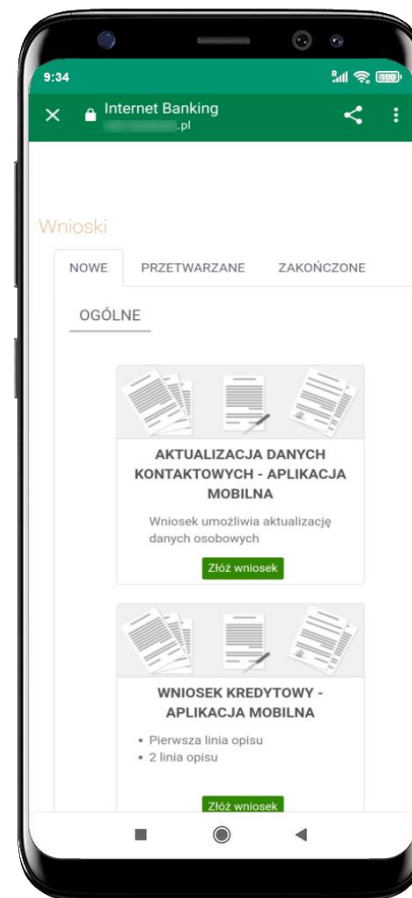 9:34
R
100
Internet Banking
.pl
Wnioski
NOWE PRZETWARZANE ZAKOŃCZONE
OGÓLNE
AKTUALIZACJA DANYCH
KONTAKTOWYCH - APLIKACJA
MOBILNA
Wniosek umożliwia aktualizację
danych osobowych
Złóż wniosek
WNIOSEK KREDYTOWY -
APLIKACJA MOBILNA
• Pierwsza linia opisu
• 2 linia opisu
Złóż wniosek